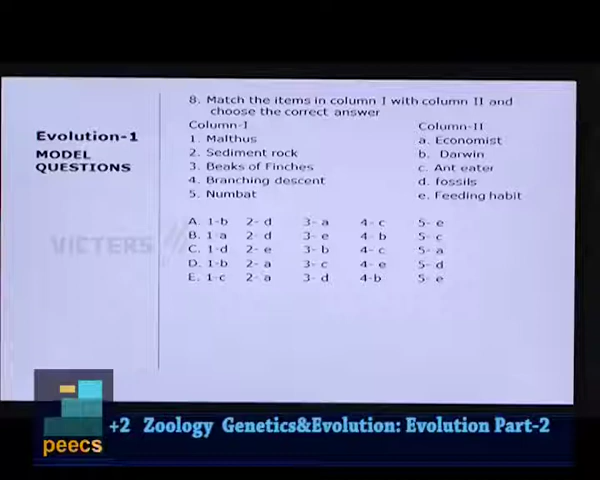 8. Match the items in column I with column II and
choose the correct answer
Column-I Column-II
1. Malthus a. Economist
2. Sediment rock b. Darwin
3. Beaks of Finches c. Ant eater
4. Branching descent d. fossils
5. Numbat e. Feeding habit
A. 1-b 2- d 3- a 4- c 5- e
B. 1-a 2- d 3- e 4- b 5- c
C. 1-d 2- e 3- b 4- c 5- a
D. 1-b 2- a 3- c 4- e 5- d
E. 1-c 2- a 3- d 4-b 5- e
Evolution-1
MODEL
QUESTIONS
VICTERS
peecs
+2 Zoology Genetics&Evolution: Evolution Part-2